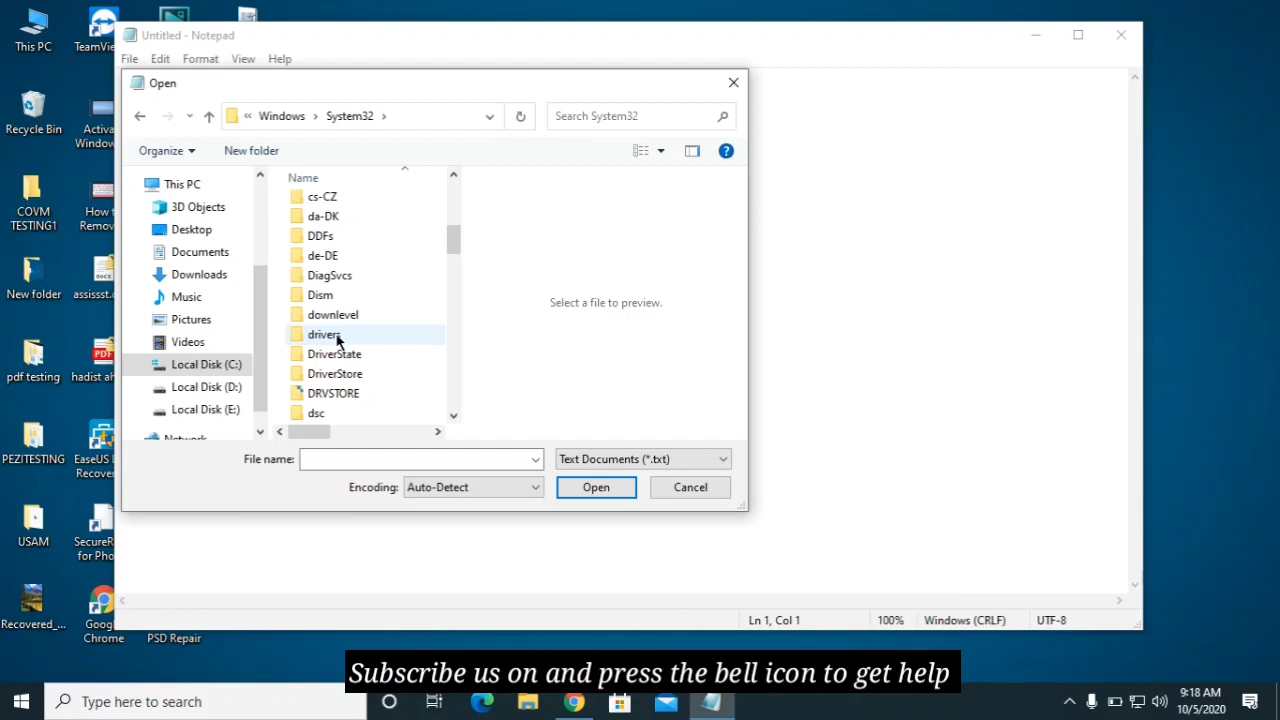 This PC
TeamVie
Recycle Bin
Activa
Window
COVM
TESTING1
How t
Remov
New folder
assissst.
pdf testing
hadist ah
PEZITESTING
EaseUS
Recover
USAM
SecureR
for Pho
Recovered_...
Googl
Chrome
PSD Repair
Untitled - Notepad
File Edit Format View Help
Open
« Windows › System32 ›
Search System32
Organize New folder
This PC
3D Objects
Desktop
Documents
Downloads
Music
Pictures
Videos
Local Disk (C:)
Local Disk (D:)
Local Disk (E:)
Network
Name
cs-CZ
da-DK
DDFs
de-DE
DiagSvcs
Dism
downlevel
drivers
DriverState
DriverStore
DRVSTORE
dsc
Select a file to preview.
File name:
Text Documents (*.txt)
Encoding: Auto-Detect
Open Cancel
Ln 1, Col 1 100% Windows (CRLF) UTF-8
Subscribe us on and press the bell icon to get help
Type here to search
9:18 AM
10/5/2020